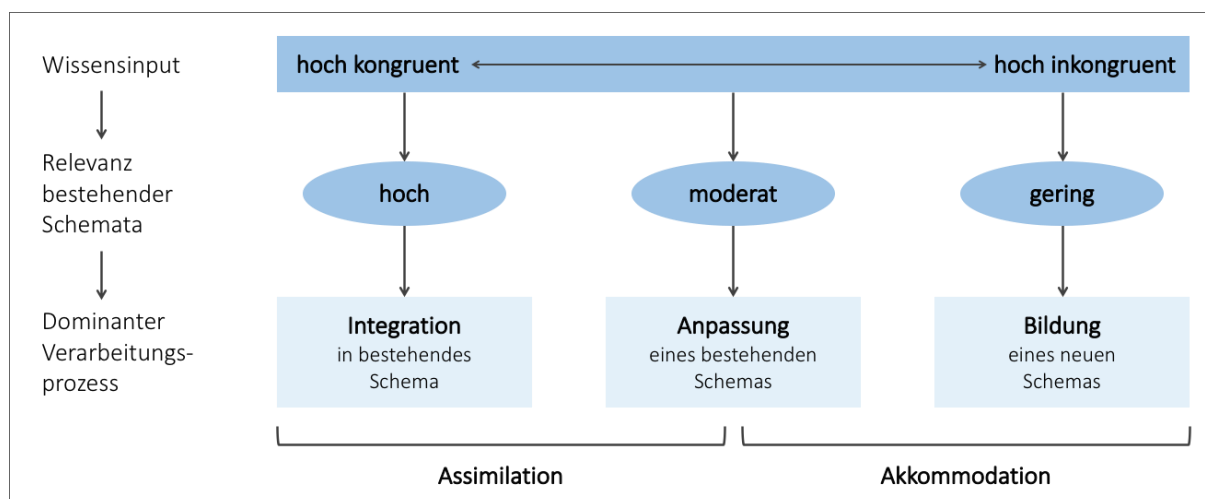 Wissensinput
hoch kongruent
hoch inkongruent
Relevanz
bestehender
Schemata
hoch
moderat
gering
Dominanter
Verarbeitungs-
prozess
Integration
in bestehendes
Schema
Anpassung
eines bestehenden
Schemas
Bildung
eines neuen
Schemas
Assimilation
Akkommodation